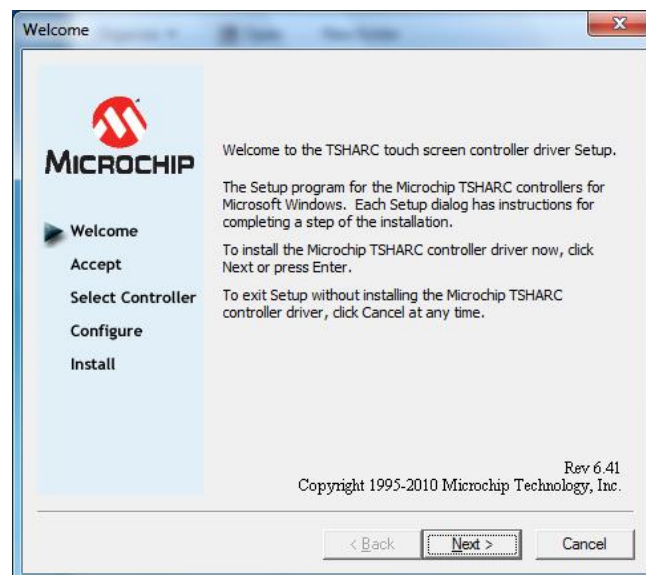 Welcome
MICROCHIP
Welcome
Accept
Select Controller
Configure
Install
Welcome to the TSHARC touch screen controller driver Setup.
The Setup program for the Microchip TSHARC controllers for
Microsoft Windows. Each Setup dialog has instructions for
completing a step of the installation.
To install the Microchip TSHARC controller driver now, click
Next or press Enter.
To exit Setup without installing the Microchip TSHARC
controller driver, click Cancel at any time.
Rev 6.41
Copyright 1995-2010 Microchip Technology, Inc.
< Back
Next >
Cancel